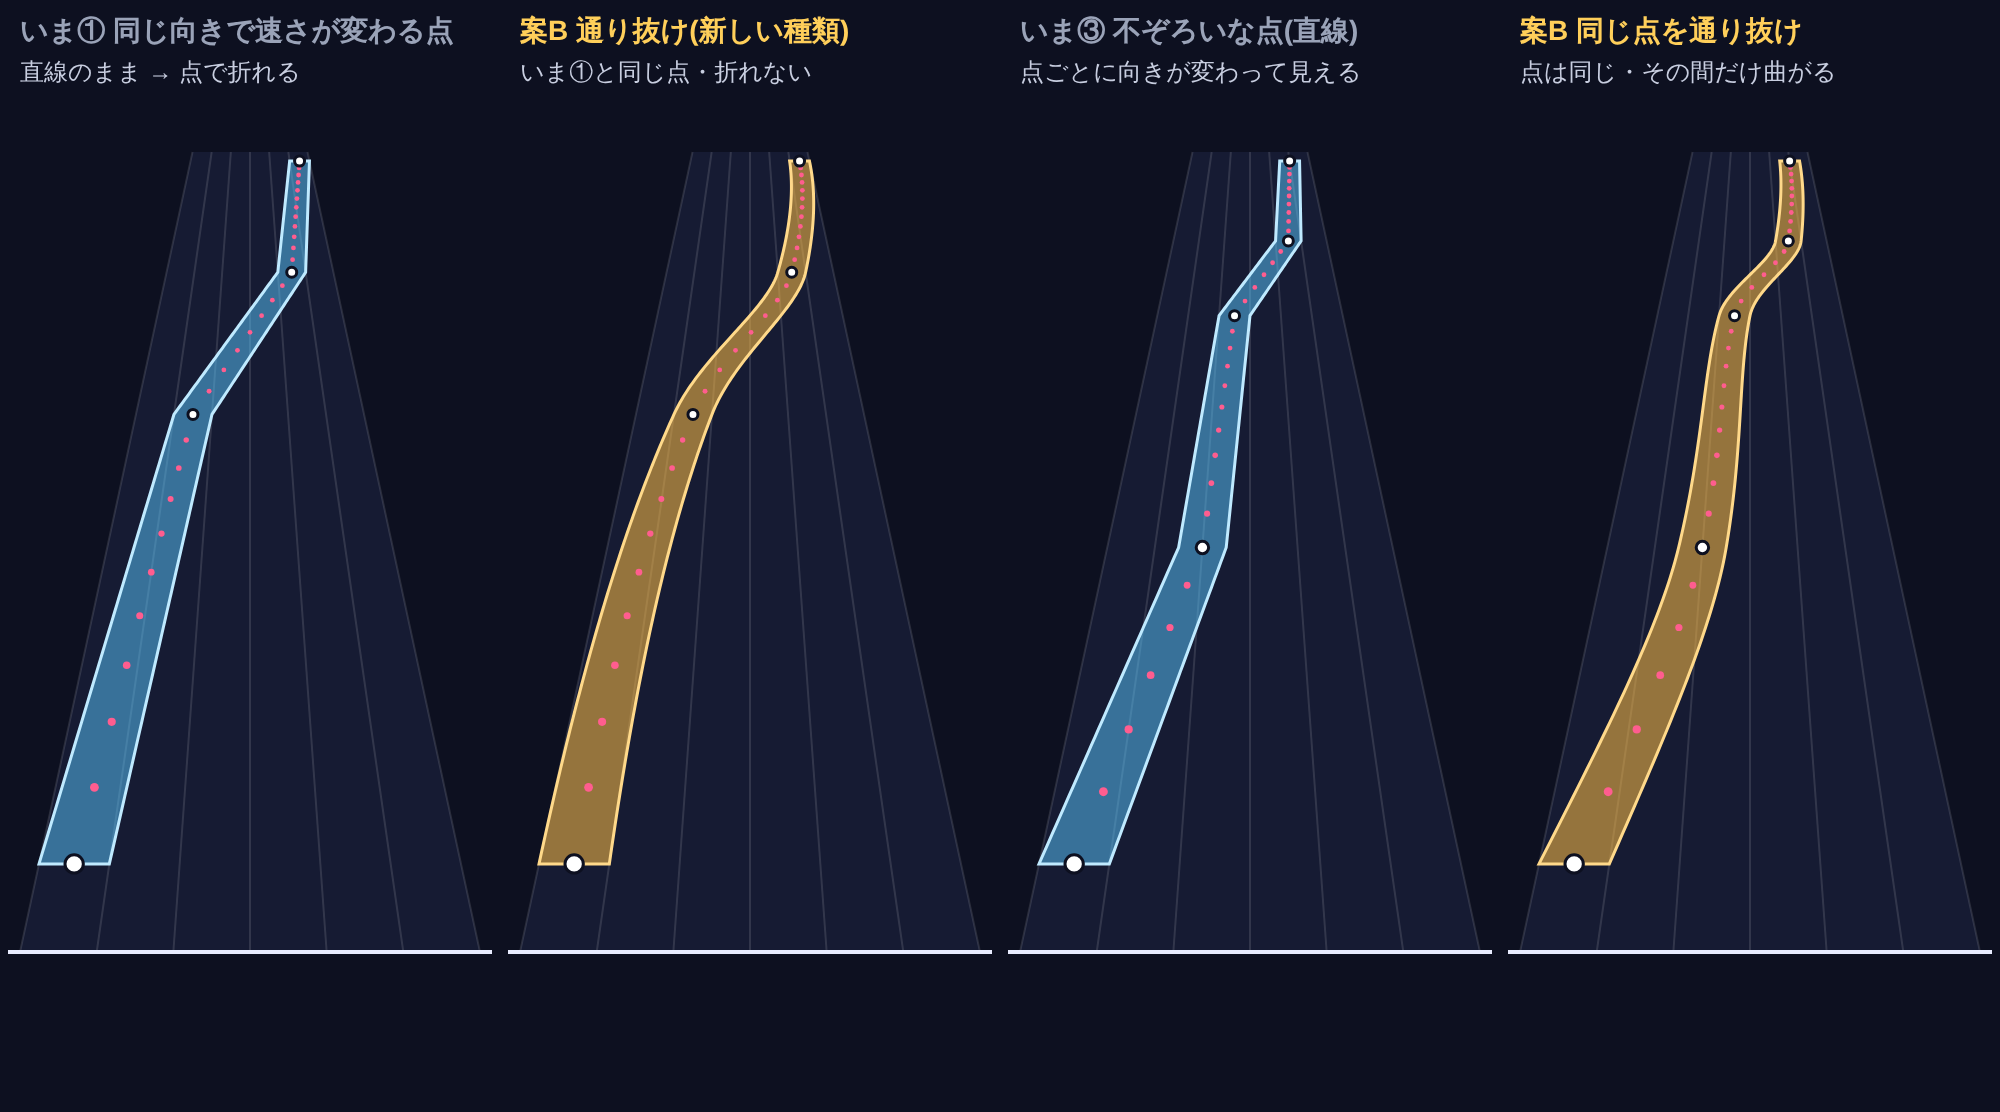 いま① 同じ向きで速さが変わる点
直線のまま → 点で折れる
案B 通り抜け(新しい種類)
いま①と同じ点・折れない
いま③ 不ぞろいな点(直線)
点ごとに向きが変わって見える
案B 同じ点を通り抜け
点は同じ・その間だけ曲がる